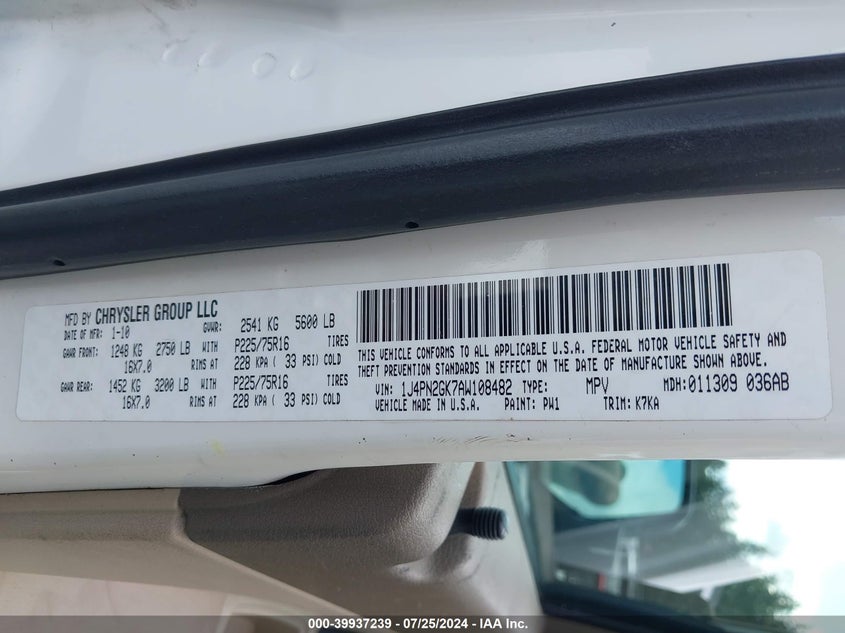 MFD BY CHRYSLER GROUP LLC
DATE OF MFR: 1-10 GVWR: 2541 KG 5600 LB
GAWR FRONT: 1248 KG 2750 LB WITH P225/75R16 TIRES
16X7.0 RIMS AT 228 KPA ( 33 PSI) COLD
GAWR REAR: 1452 KG 3200 LB WITH P225/75R16 TIRES
16X7.0 RIMS AT 228 KPA ( 33 PSI) COLD
THIS VEHICLE CONFORMS TO ALL APPLICABLE U.S.A. FEDERAL MOTOR VEHICLE SAFETY AND
THEFT PREVENTION STANDARDS IN EFFECT ON THE DATE OF MANUFACTURE SHOWN ABOVE.
VIN: 1J4PN2GK7AW108482 TYPE: MPV MDH: 011309 036AB
VEHICLE MADE IN U.S.A. PAINT: PW1 TRIM: K7KA
000-39937239 - 07/25/2024 - IAA Inc.